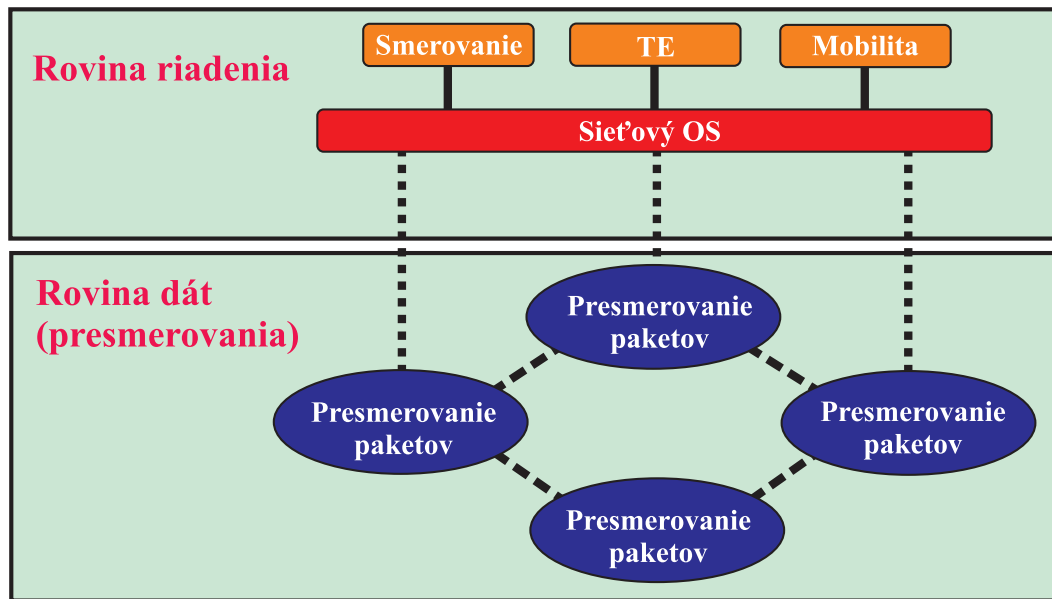 Rovina riadenia
Smerovanie
TE
Mobilita
Sieťový OS
Rovina dát
(presmerovania)
Presmerovanie
paketov
Presmerovanie
paketov
Presmerovanie
paketov
Presmerovanie
paketov